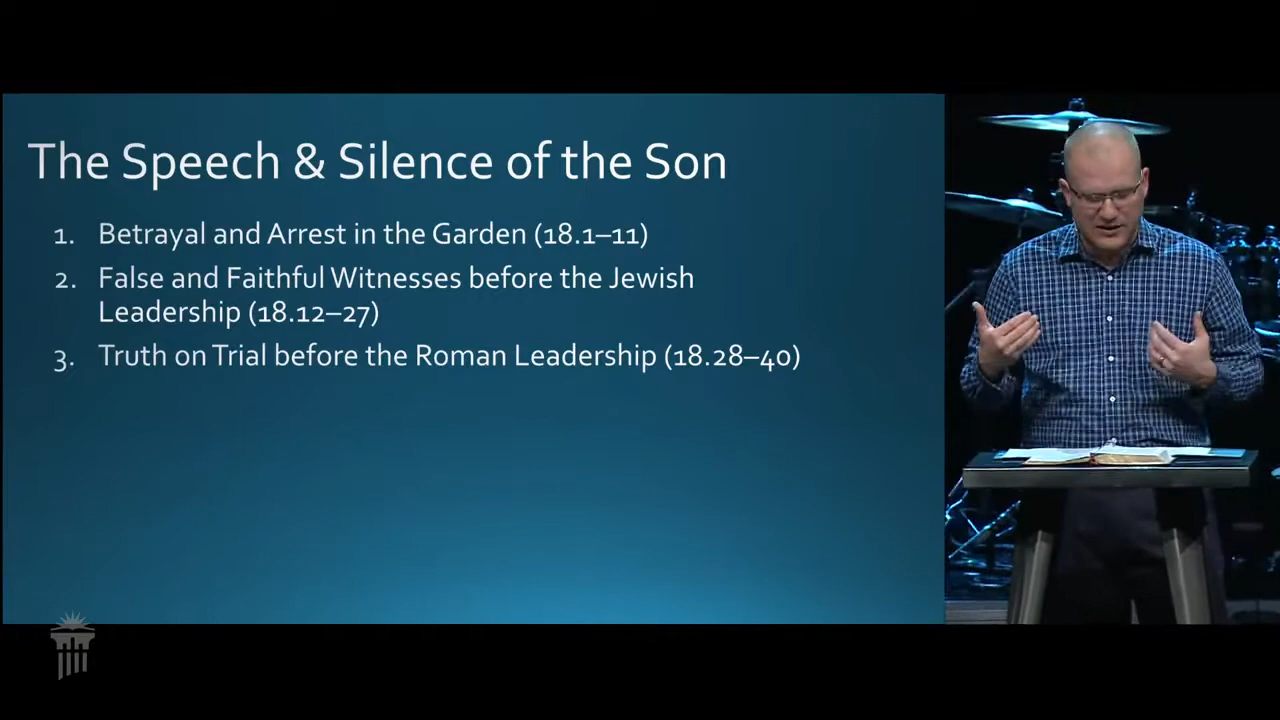 The Speech & Silence of the Son
1. Betrayal and Arrest in the Garden (18.1–11)
2. False and Faithful Witnesses before the Jewish
Leadership (18.12–27)
3. Truth on Trial before the Roman Leadership (18.28–40)